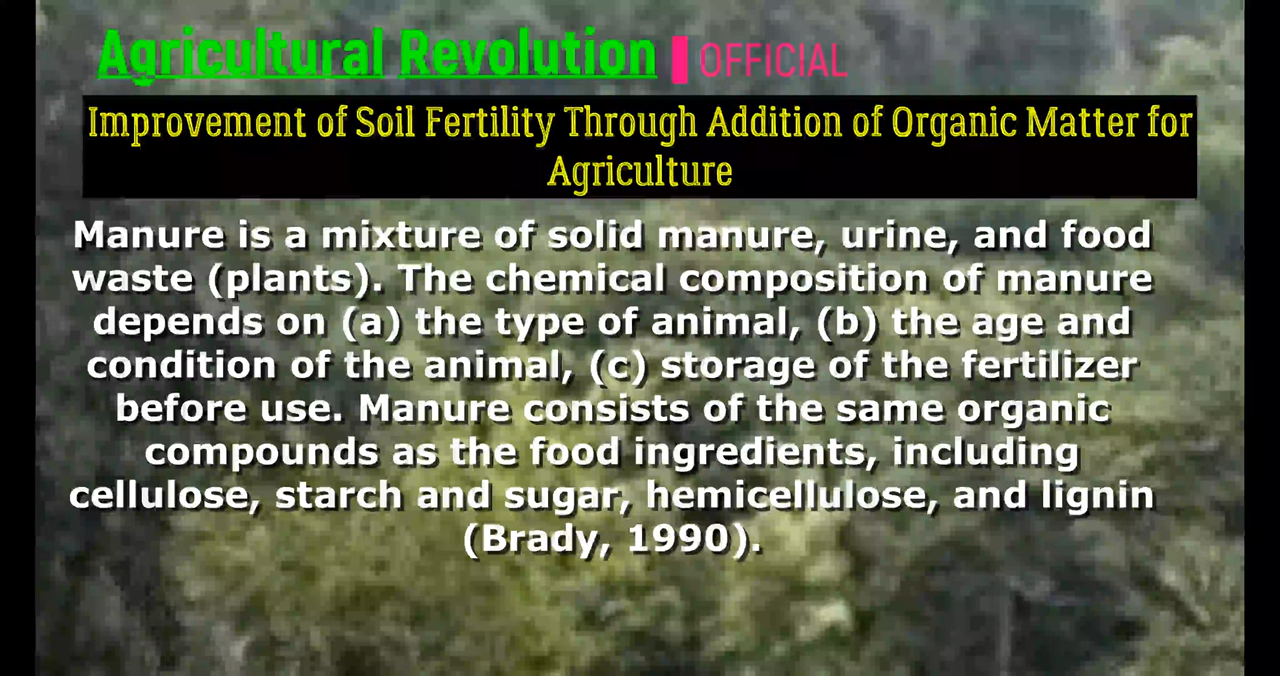 Agricultural Revolution OFFICIAL
Improvement of Soil Fertility Through Addition of Organic Matter for
Agriculture
Manure is a mixture of solid manure, urine, and food
waste (plants). The chemical composition of manure
depends on (a) the type of animal, (b) the age and
condition of the animal, (c) storage of the fertilizer
before use. Manure consists of the same organic
compounds as the food ingredients, including
cellulose, starch and sugar, hemicellulose, and lignin
(Brady, 1990).